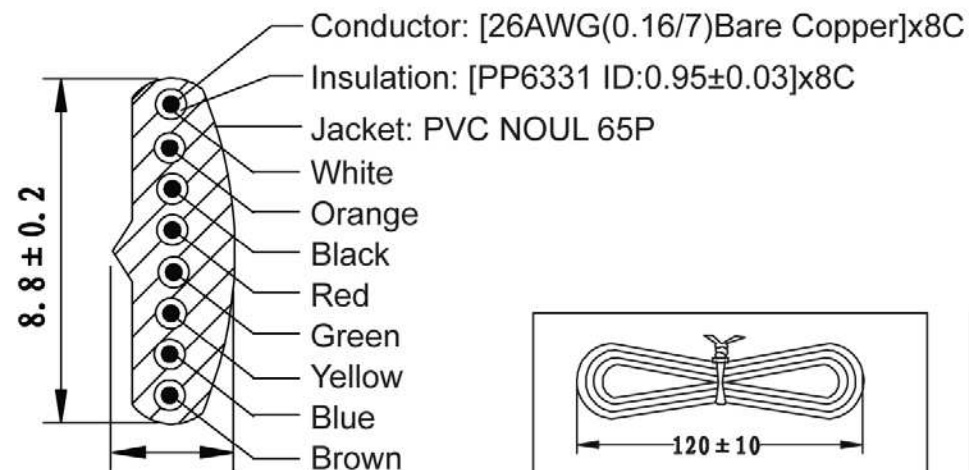 Conductor: [26AWG(0.16/7)Bare Copper]x8C
Insulation: [PP6331 ID:0.95±0.03]x8C
Jacket: PVC NOUL 65P
White
Orange
Black
Red
Green
Yellow
Blue
Brown
8.8±0.2
120±10